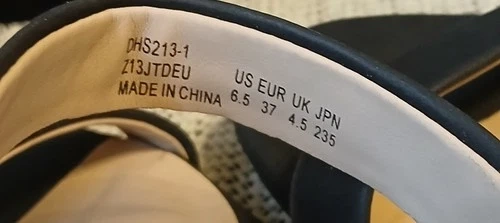 DHS213-1
Z13JTDEU
MADE IN CHINA
US EUR UK JPN
6.5 37 4.5 235